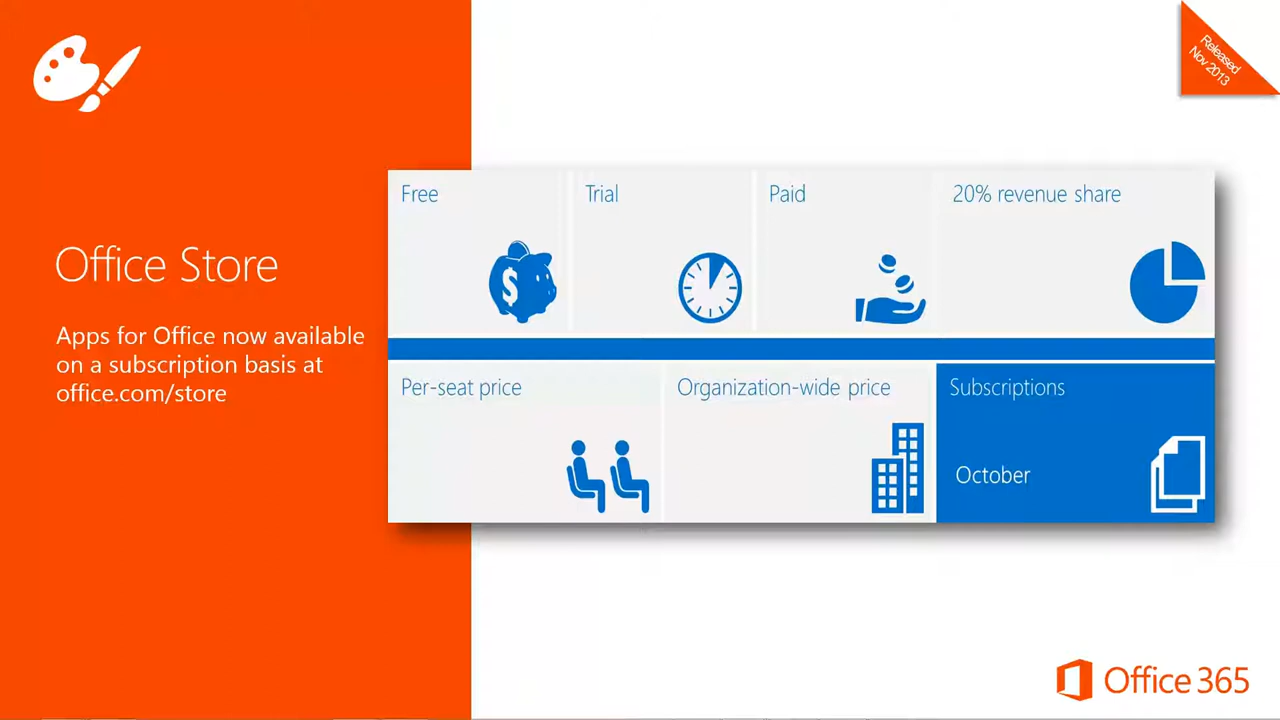 Released
Nov 2013
Office Store
Apps for Office now available
on a subscription basis at
office.com/store
Free
Trial
Paid
20% revenue share
$
Per-seat price
Organization-wide price
Subscriptions
October
Office 365